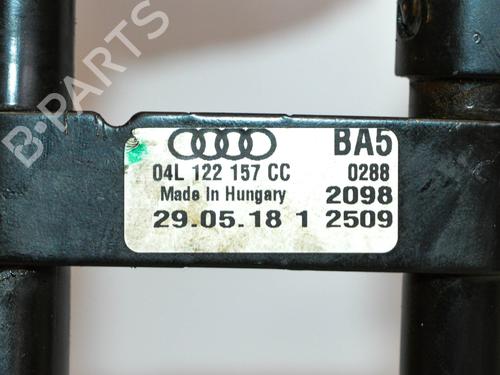 B-PARTS
BA5
04L 122 157 CC 0288
Made In Hungary 2098
29.05.18 1 2509